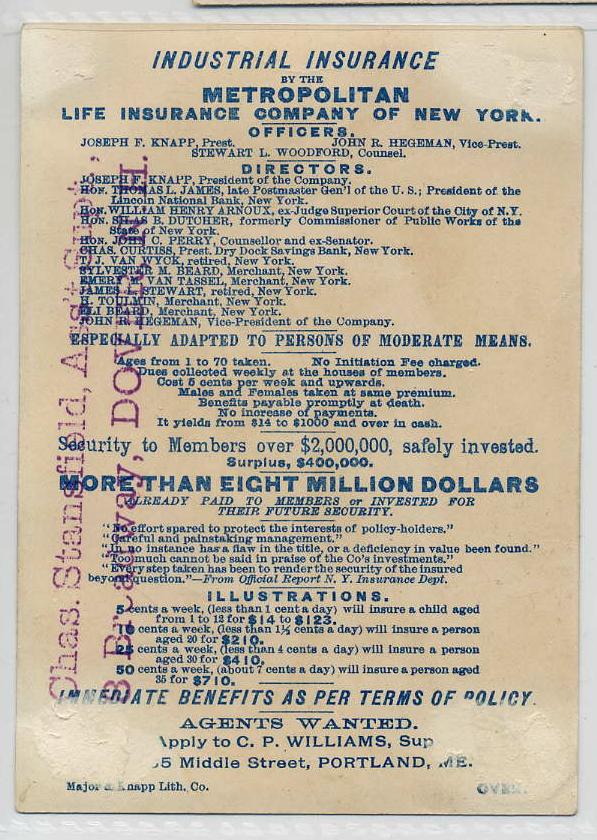 INDUSTRIAL INSURANCE
BY THE
METROPOLITAN
LIFE INSURANCE COMPANY OF NEW YORK.
OFFICERS.
JOSEPH F. KNAPP, Prest. JOHN R. HEGEMAN, Vice-Prest.
STEWART L. WOODFORD, Counsel.
DIRECTORS.
JOSEPH F. KNAPP, President of the Company.
HON. THOMAS L. JAMES, late Postmaster Gen'l of the U. S.; President of the
Lincoln National Bank, New York.
HON. WILLIAM HENRY ARNOUX, ex-Judge Superior Court of the City of N.Y.
HON. SILAS B. DUTCHER, formerly Commissioner of Public Works of the
State of New York.
HON. JOHN C. PERRY, Counsellor and ex-Senator.
CHAS. CURTISS, Prest. Dry Dock Savings Bank, New York.
T. J. VAN WYCK, retired, New York.
SYLVESTER M. BEARD, Merchant, New York.
EMERY M. VAN TASSEL, Merchant, New York.
JAMES STEWART, retired, New York.
H. TOULMIN, Merchant, New York.
ELI BEARD, Merchant, New York.
JOHN R. HEGEMAN, Vice-President of the Company.
ESPECIALLY ADAPTED TO PERSONS OF MODERATE MEANS.
Ages from 1 to 70 taken. No Initiation Fee charged.
Dues collected weekly at the houses of members.
Cost 5 cents per week and upwards.
Males and Females taken at same premium.
Benefits payable promptly at death.
No increase of payments.
It yields from $14 to $1000 and over in cash.
Security to Members over $2,000,000, safely invested.
Surplus, $400,000.
MORE THAN EIGHT MILLION DOLLARS
ALREADY PAID TO MEMBERS or INVESTED FOR
THEIR FUTURE SECURITY.
"No effort spared to protect the interests of policy-holders."
"Careful and painstaking management."
"In no instance has a flaw in the title, or a deficiency in value been found."
"Too much cannot be said in praise of the Co's investments."
"Every step taken has been to render the security of the insured
beyond question."—From Official Report N. Y. Insurance Dept.
ILLUSTRATIONS.
5 cents a week, (less than 1 cent a day) will insure a child aged
from 1 to 12 for $14 to $123.
10 cents a week, (less than 1½ cents a day) will insure a person
aged 20 for $210.
25 cents a week, (less than 4 cents a day) will insure a person
aged 30 for $410.
50 cents a week, (about 7 cents a day) will insure a person aged
35 for $710.
IMMEDIATE BENEFITS AS PER TERMS OF POLICY.
AGENTS WANTED.
Apply to C. P. WILLIAMS, Sup
5 Middle Street, PORTLAND, ME.
Major & Knapp Lith. Co.
OVER.
Chas. Stansfield, Ass't Sup't,
3 Broadway, DOVER, N. H.